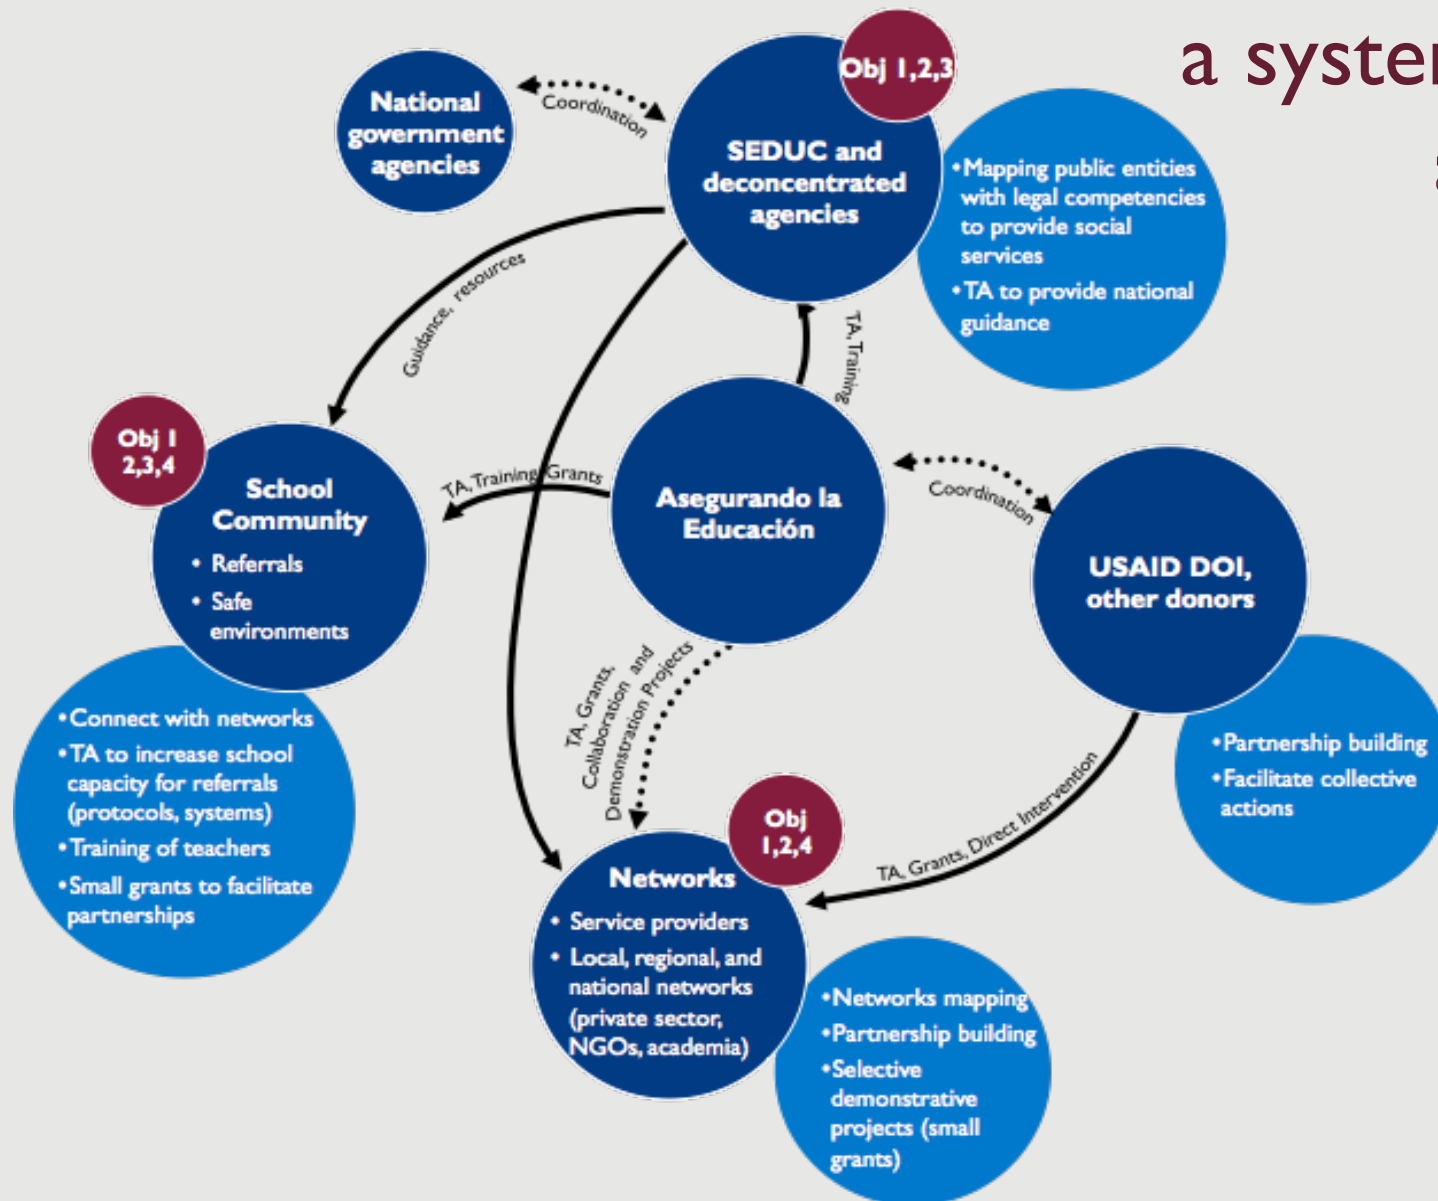 a syster
a
Obj 1,2,3
National
government
agencies
Coordination
SEDUC and
deconcentrated
agencies
•Mapping public entities
with legal competencies
to provide social
services
•TA to provide national
guidance
Guidance, resources
TA, Training
Obj 1
2,3,4
School
Community
• Referrals
• Safe
environments
TA, Training Grants
Asegurando la
Educación
Coordination
USAID DOI,
other donors
•Connect with networks
•TA to increase school
capacity for referrals
(protocols, systems)
•Training of teachers
•Small grants to facilitate
partnerships
TA, Grants,
Collaboration and
Demonstration Projects
•Partnership building
•Facilitate collective
actions
TA, Grants, Direct Intervention
Obj
1,2,4
Networks
• Service providers
• Local, regional, and
national networks
(private sector,
NGOs, academia)
•Networks mapping
•Partnership building
•Selective
demonstrative
projects (small
grants)